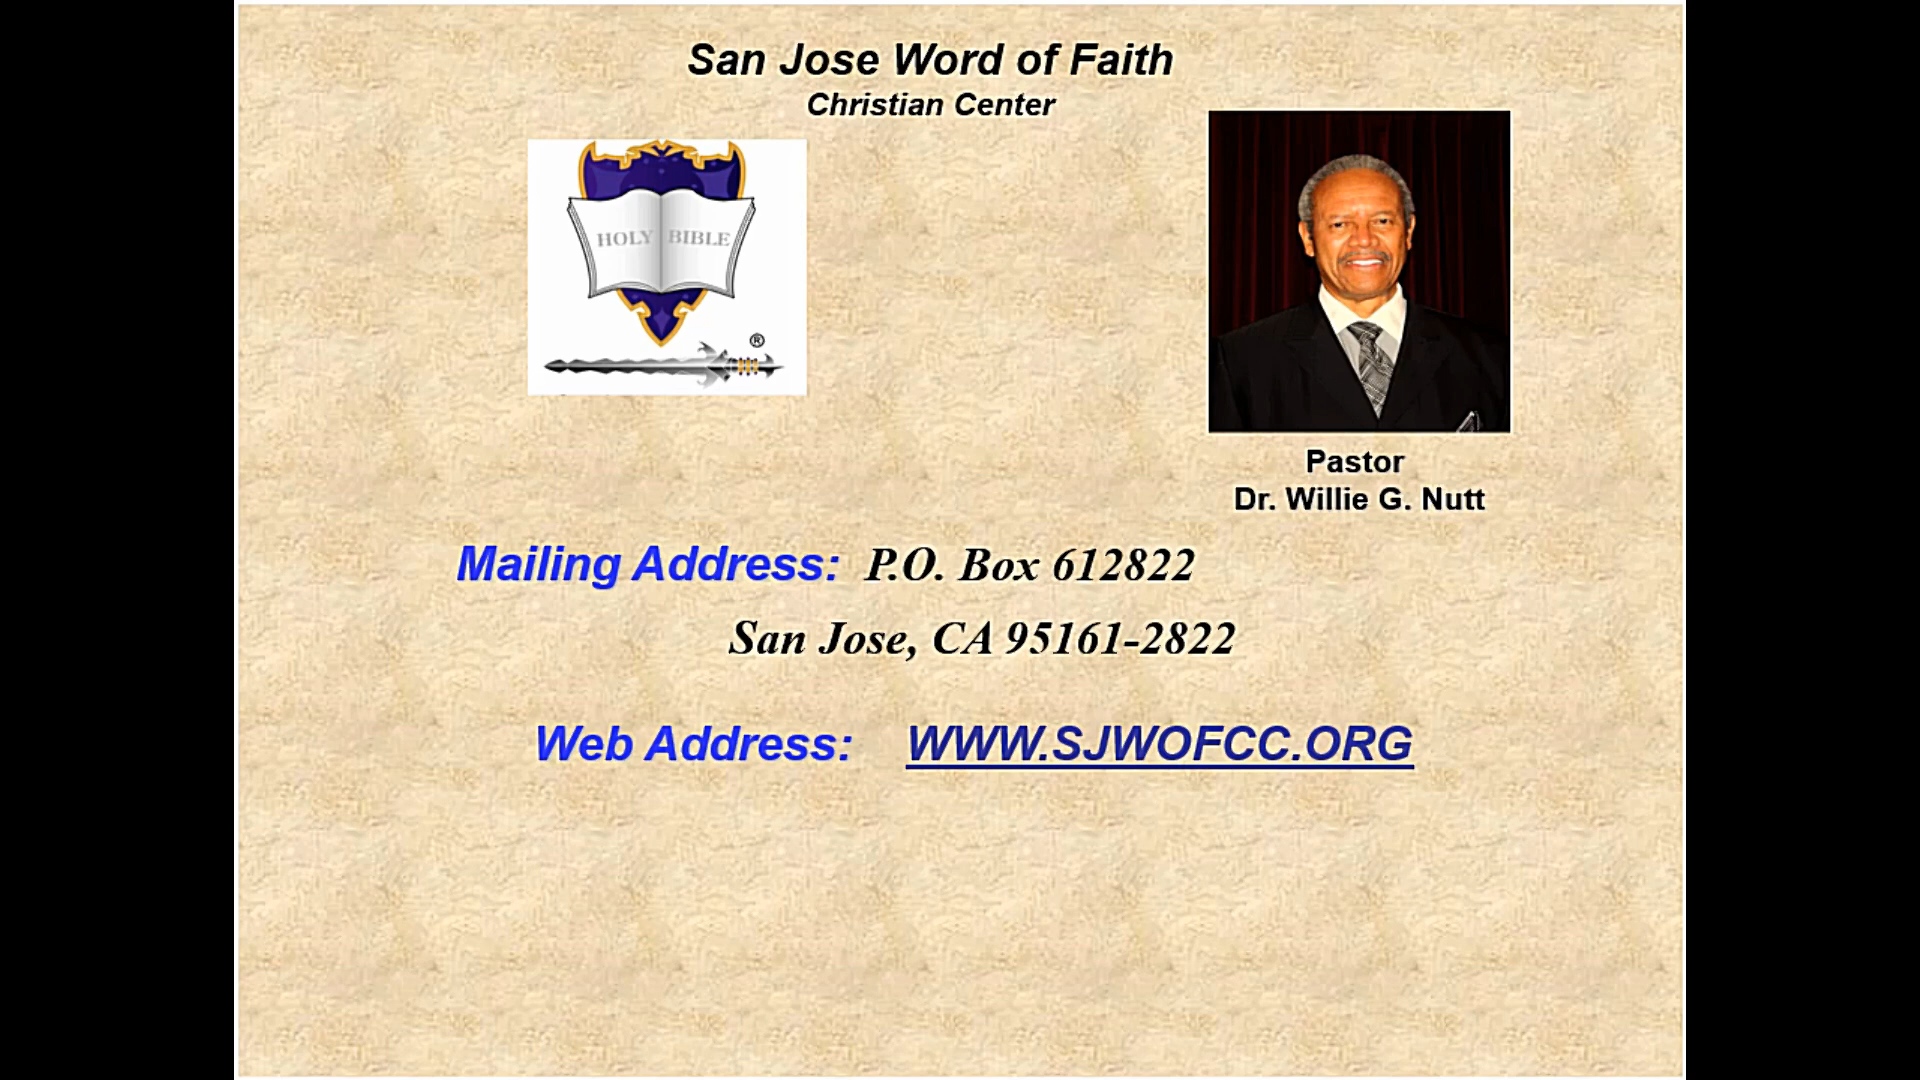 San Jose Word of Faith
Christian Center
HOLY BIBLE
®
Pastor
Dr. Willie G. Nutt
Mailing Address: P.O. Box 612822
San Jose, CA 95161-2822
Web Address: WWW.SJWOFCC.ORG